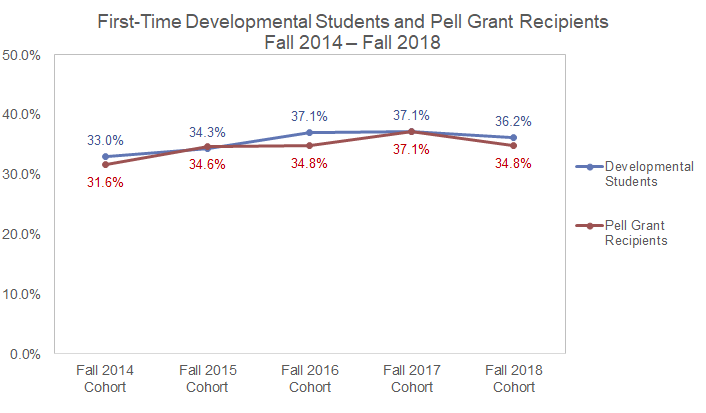 First-Time Developmental Students and Pell Grant Recipients
Fall 2014 – Fall 2018
50.0%
40.0%
30.0%
20.0%
10.0%
0.0%
33.0%
34.3%
37.1%
37.1%
36.2%
31.6%
34.6%
34.8%
37.1%
34.8%
Fall 2014
Cohort
Fall 2015
Cohort
Fall 2016
Cohort
Fall 2017
Cohort
Fall 2018
Cohort
Developmental
Students
Pell Grant
Recipients